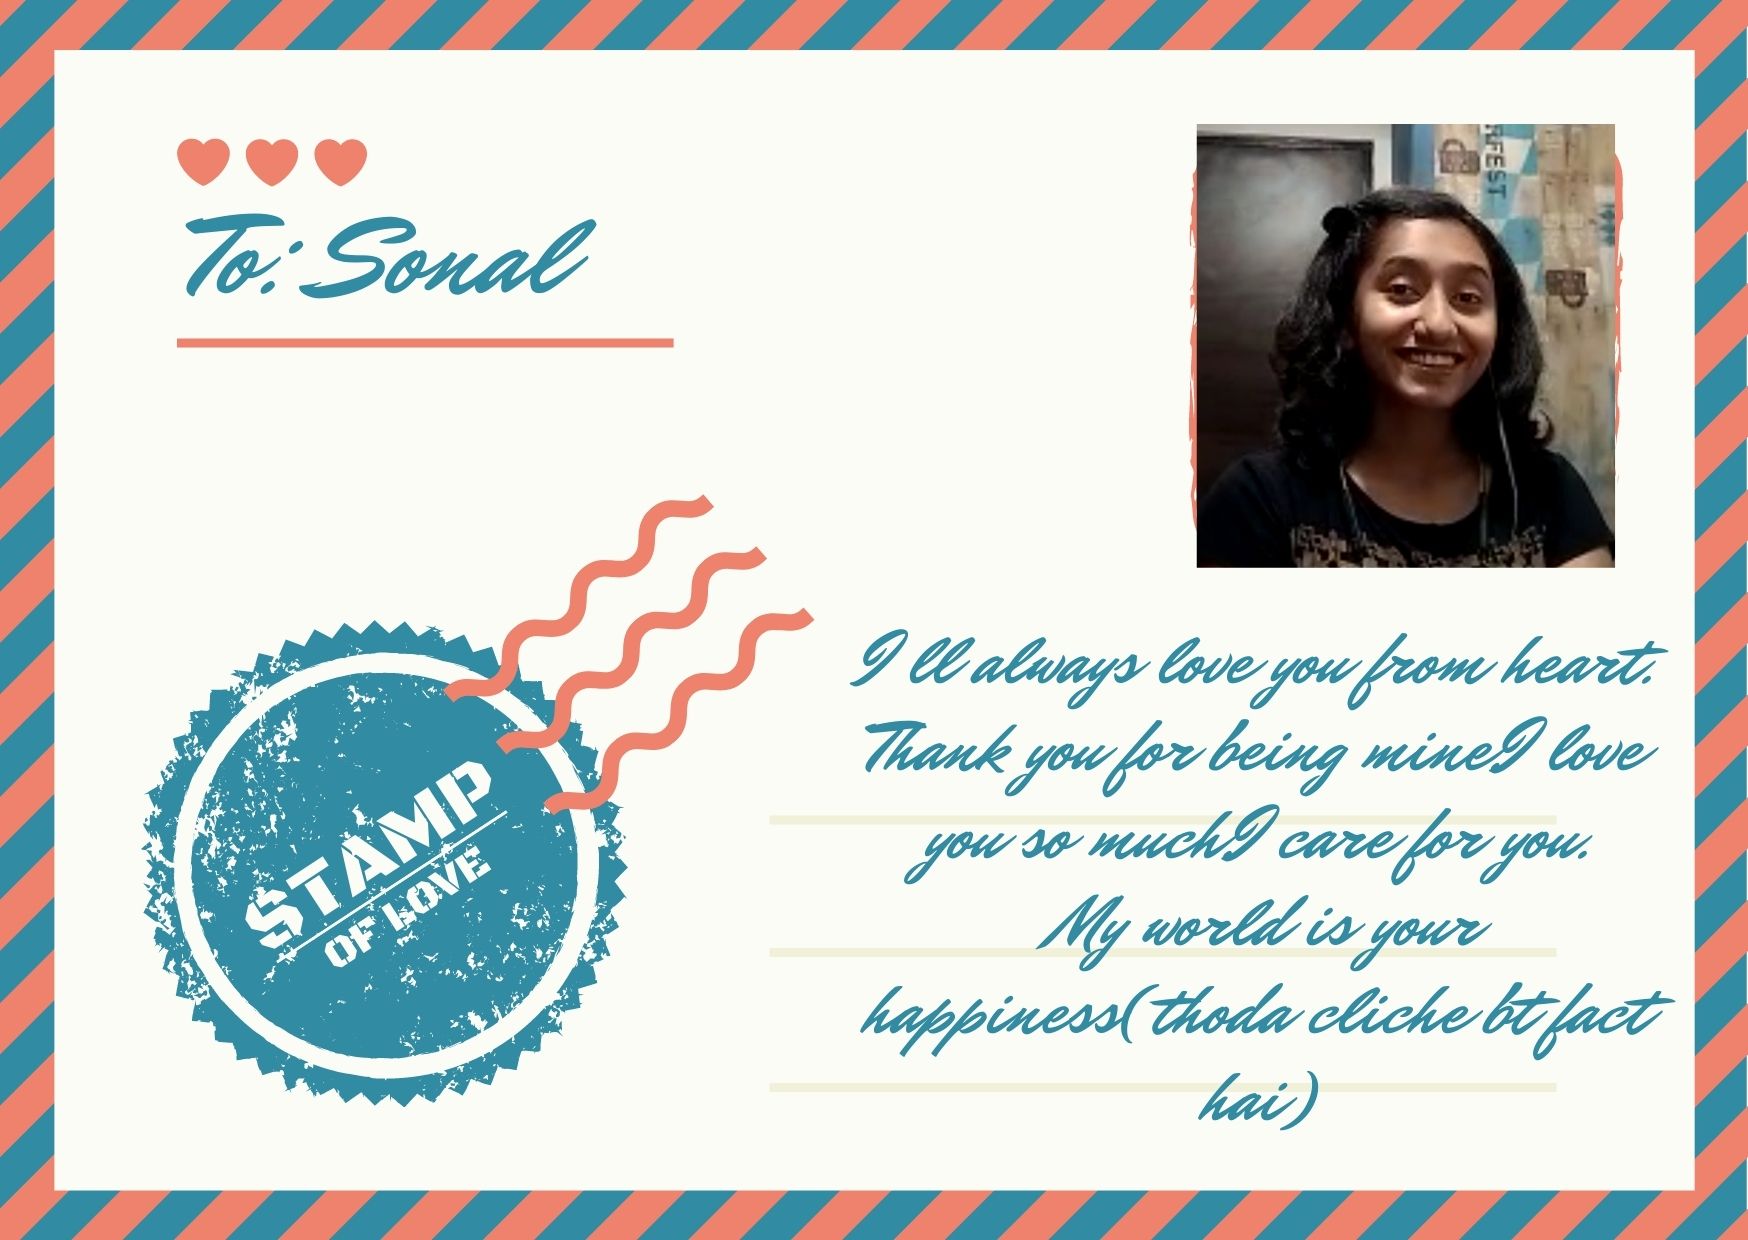 To: Sonal
FEST
STAMP
OF LOVE
I ll always love you from heart.
Thank you for being mineI love
you so muchI care for you.
My world is your
happiness(thoda cliche bt fact
hai)